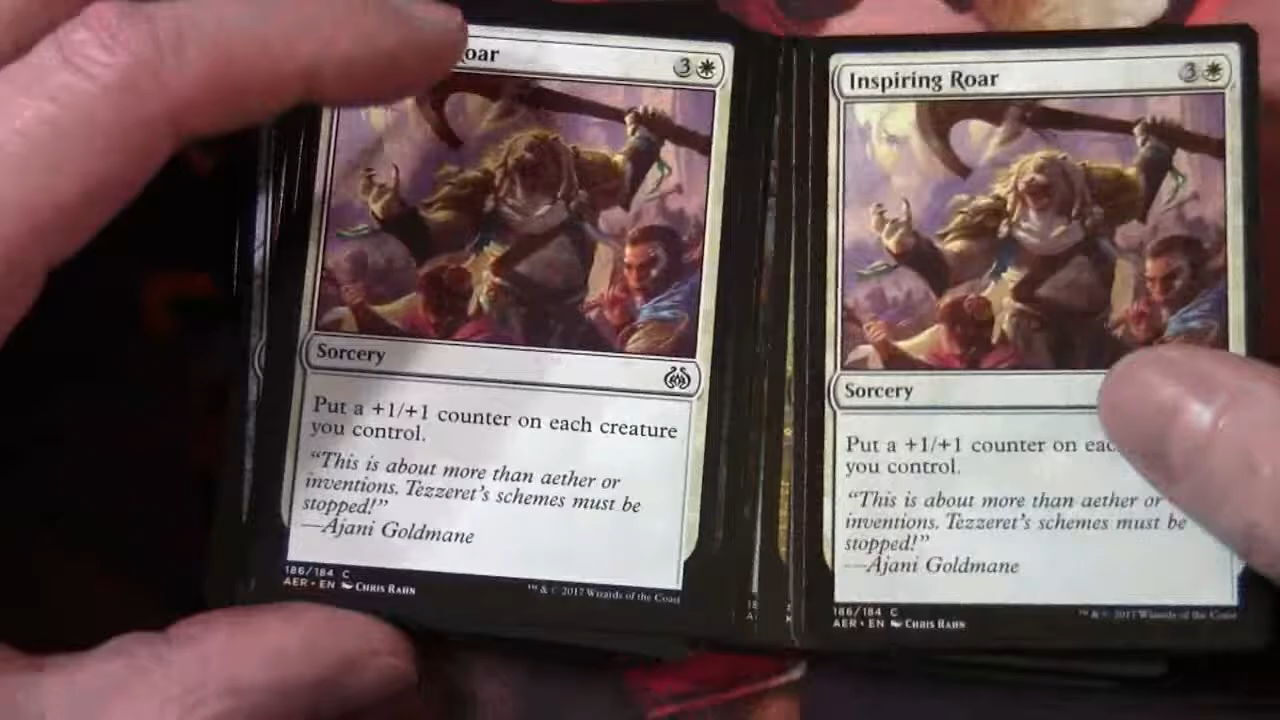 oar 3
Sorcery
Put a +1/+1 counter on each creature
you control.
“This is about more than aether or
inventions. Tezzeret's schemes must be
stopped!”
—Ajani Goldmane
186/184 C
AER • EN Chris Rahn
™ & © 2017 Wizards of the Coast
Inspiring Roar 3
Sorcery
Put a +1/+1 counter on eac
you control.
“This is about more than aether or
inventions. Tezzeret's schemes must be
stopped!”
—Ajani Goldmane
186/184 C
AER • EN Chris Rahn
™ & © 2017 Wizards of the Coast